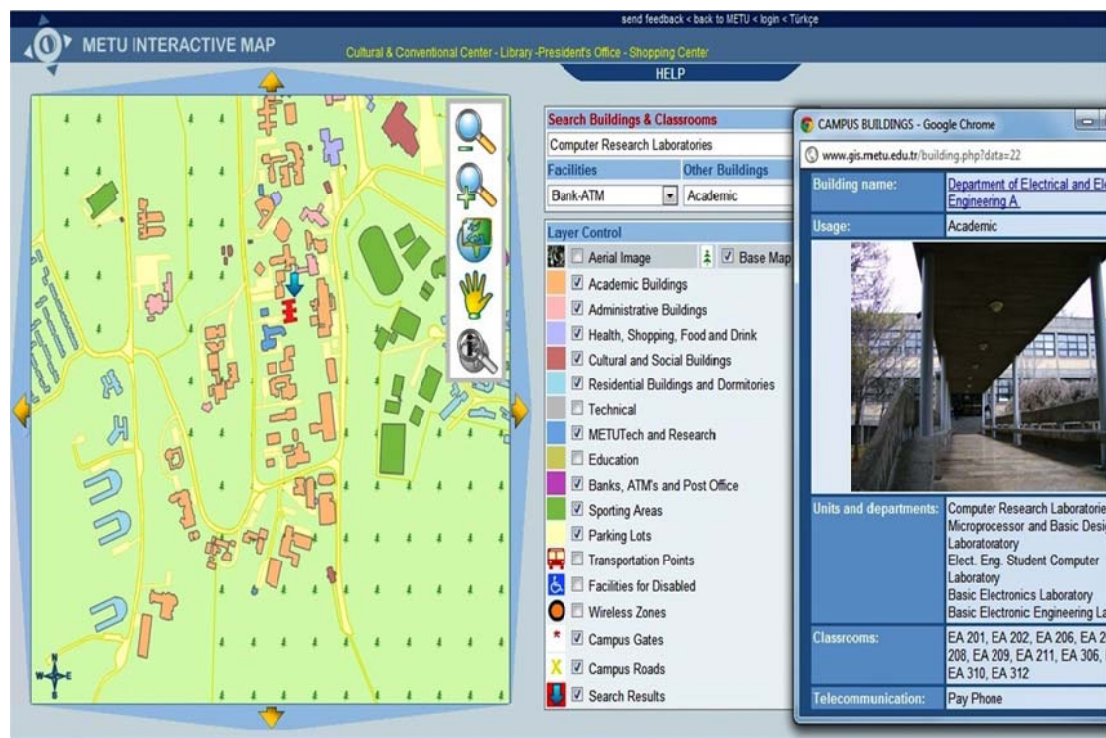 send feedback < back to METU < login < Türkçe
METU INTERACTIVE MAP
Cultural & Conventional Center - Library -President's Office - Shopping Center
HELP
Search Buildings & Classrooms
Computer Research Laboratories
Facilities
Other Buildings
Bank-ATM
Academic
Layer Control
Aerial Image
Base Map
Academic Buildings
Administrative Buildings
Health, Shopping, Food and Drink
Cultural and Social Buildings
Residential Buildings and Dormitories
Technical
METUTech and Research
Education
Banks, ATM's and Post Office
Sporting Areas
Parking Lots
Transportation Points
Facilities for Disabled
Wireless Zones
Campus Gates
Campus Roads
Search Results
N
W E
S
CAMPUS BUILDINGS - Google Chrome
www.gis.metu.edu.tr/building.php?data=22
Building name:
Department of Electrical and
Engineering A
Usage:
Academic
Units and departments:
Computer Research Laboratorie
Microprocessor and Basic Desi
Laboratoratory
Elect. Eng. Student Computer
Laboratory
Basic Electronics Laboratory
Basic Electronic Engineering La
Classrooms:
EA 201, EA 202, EA 206, EA 2
208, EA 209, EA 211, EA 306,
EA 310, EA 312
Telecommunication:
Pay Phone